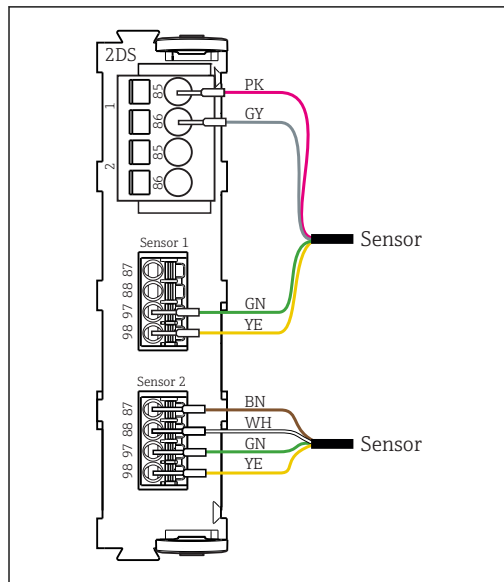 2DS
1
85
PK
86
GY
2
85
86
Sensor
Sensor 1
87
88
97
GN
98
YE
Sensor 2
87
BN
88
WH
97
GN
Sensor
98
YE